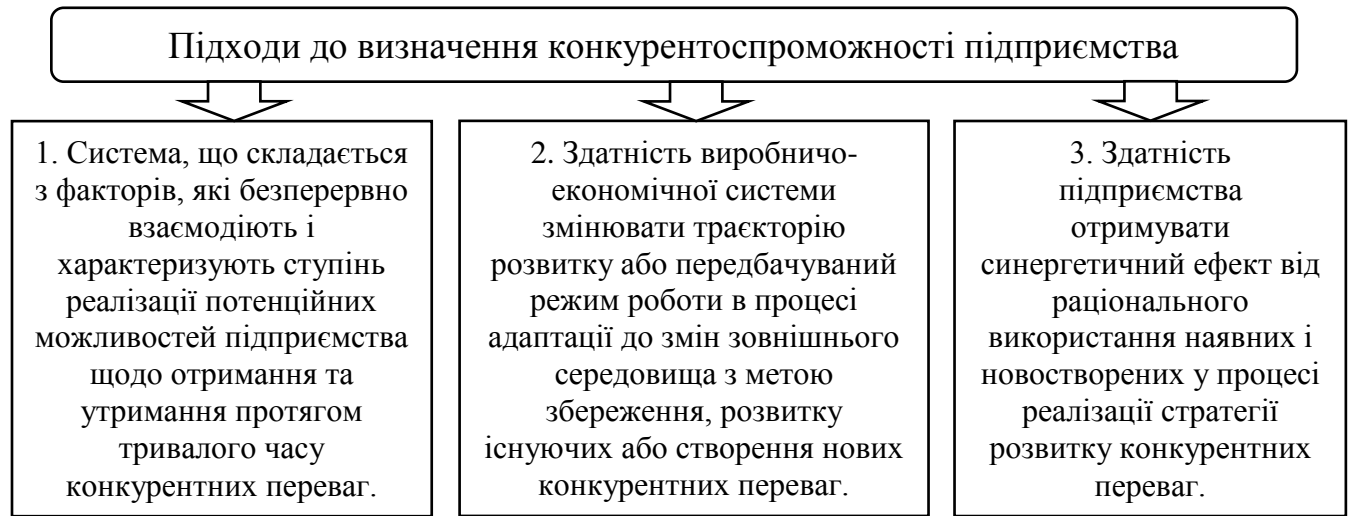 Підходи до визначення конкурентоспроможності підприємства
1. Система, що складається
з факторів, які безперервно
взаємодіють і
характеризують ступінь
реалізації потенційних
можливостей підприємства
щодо отримання та
утримання протягом
тривалого часу
конкурентних переваг.
2. Здатність виробничо-
економічної системи
змінювати траєкторію
розвитку або передбачуваний
режим роботи в процесі
адаптації до змін зовнішнього
середовища з метою
збереження, розвитку
існуючих або створення нових
конкурентних переваг.
3. Здатність
підприємства
отримувати
синергетичний ефект від
раціонального
використання наявних і
новостворених у процесі
реалізації стратегії
розвитку конкурентних
переваг.